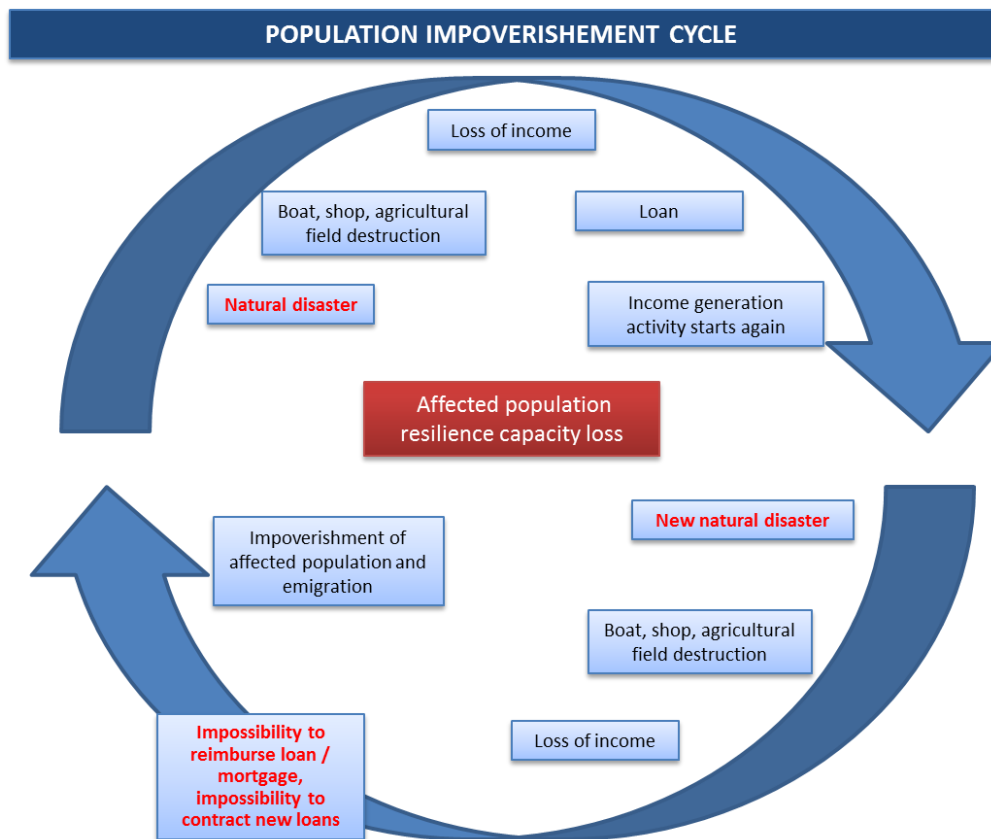 POPULATION IMPOVERISHEMENT CYCLE
Loss of income
Boat, shop, agricultural
field destruction
Loan
Natural disaster
Income generation
activity starts again
Affected population
resilience capacity loss
New natural disaster
Impoverishment of
affected population and
emigration
Boat, shop, agricultural
field destruction
Loss of income
Impossibility to
reimburse loan /
mortgage,
impossibility to
contract new loans